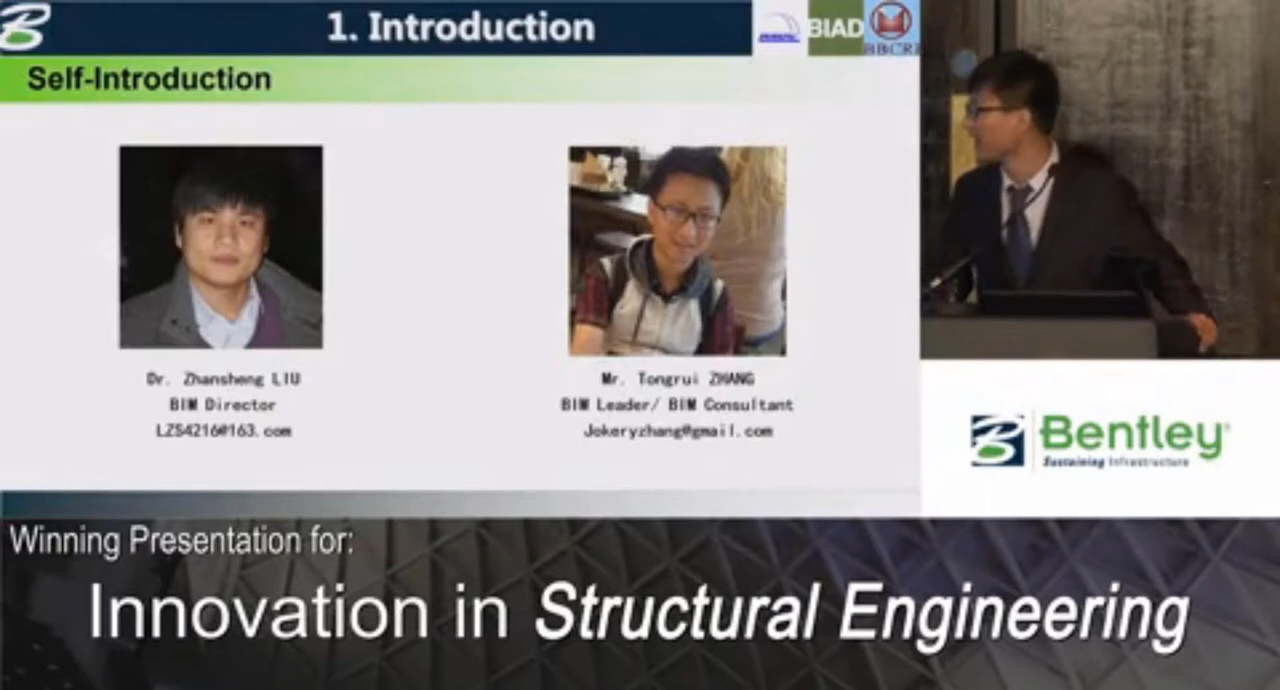 1. Introduction
BIAD
Self-Introduction
Dr. Zhansheng LIU
BIM Director
LZS4216@163.com
Mr. Tongrui ZHANG
BIM Leader/ BIM Consultant
Jokeryzhang@gmail.com
Bentley
Sustaining Infrastructure
Winning Presentation for:
Innovation in Structural Engineering